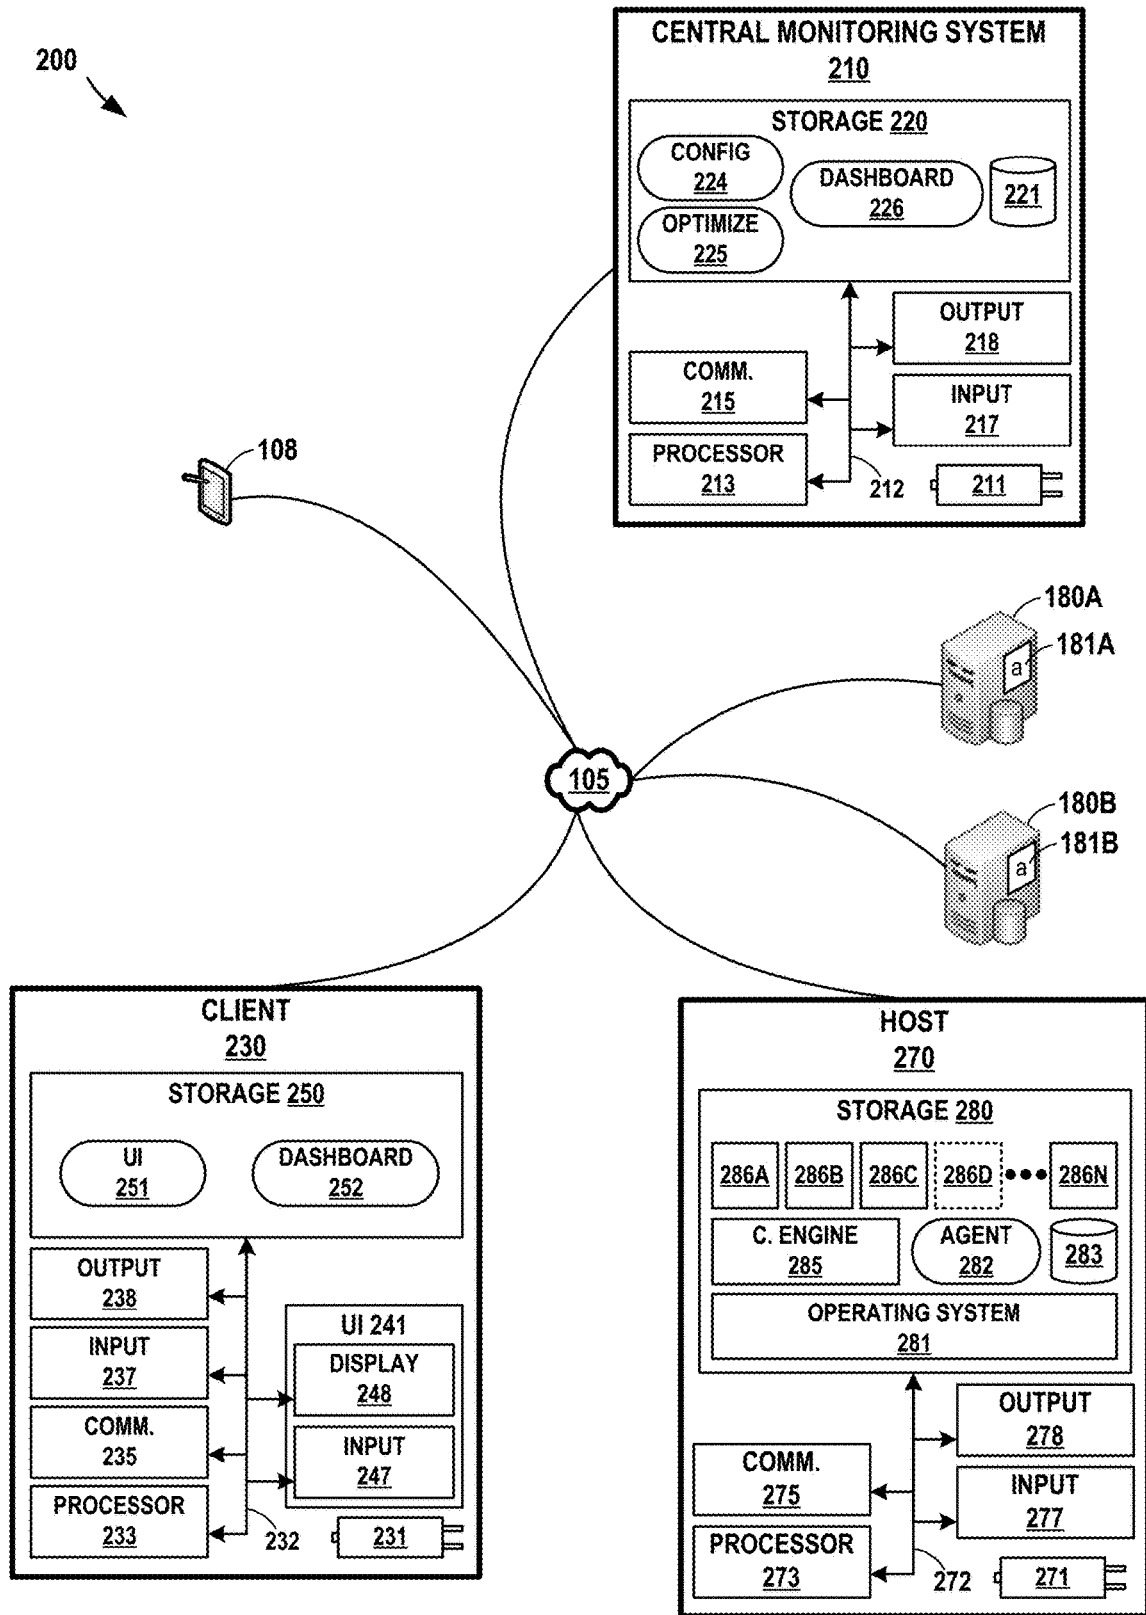 200
CENTRAL MONITORING SYSTEM
210
STORAGE 220
CONFIG
224
DASHBOARD
226
221
OPTIMIZE
225
OUTPUT
218
COMM.
215
INPUT
217
PROCESSOR
213
212
211
108
180A
181A
a
105
180B
181B
a
CLIENT
230
STORAGE 250
UI
251
DASHBOARD
252
OUTPUT
238
INPUT
237
COMM.
235
PROCESSOR
233
UI 241
DISPLAY
248
INPUT
247
232
231
HOST
270
STORAGE 280
286A
286B
286C
286D
286N
C. ENGINE
285
AGENT
282
283
OPERATING SYSTEM
281
OUTPUT
278
COMM.
275
INPUT
277
PROCESSOR
273
272
271